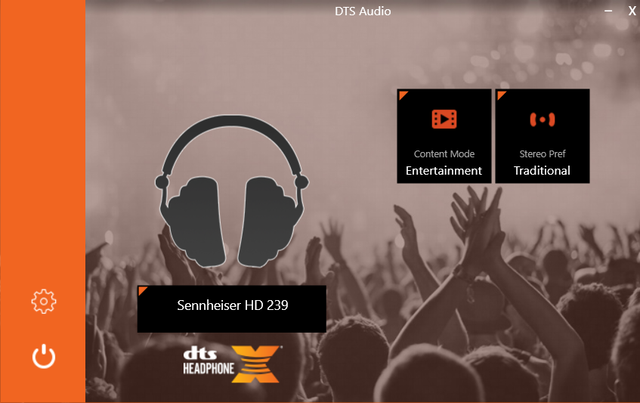 DTS Audio
X
Content Mode
Entertainment
Stereo Pref
Traditional
Sennheiser HD 239
dts
HEADPHONE X